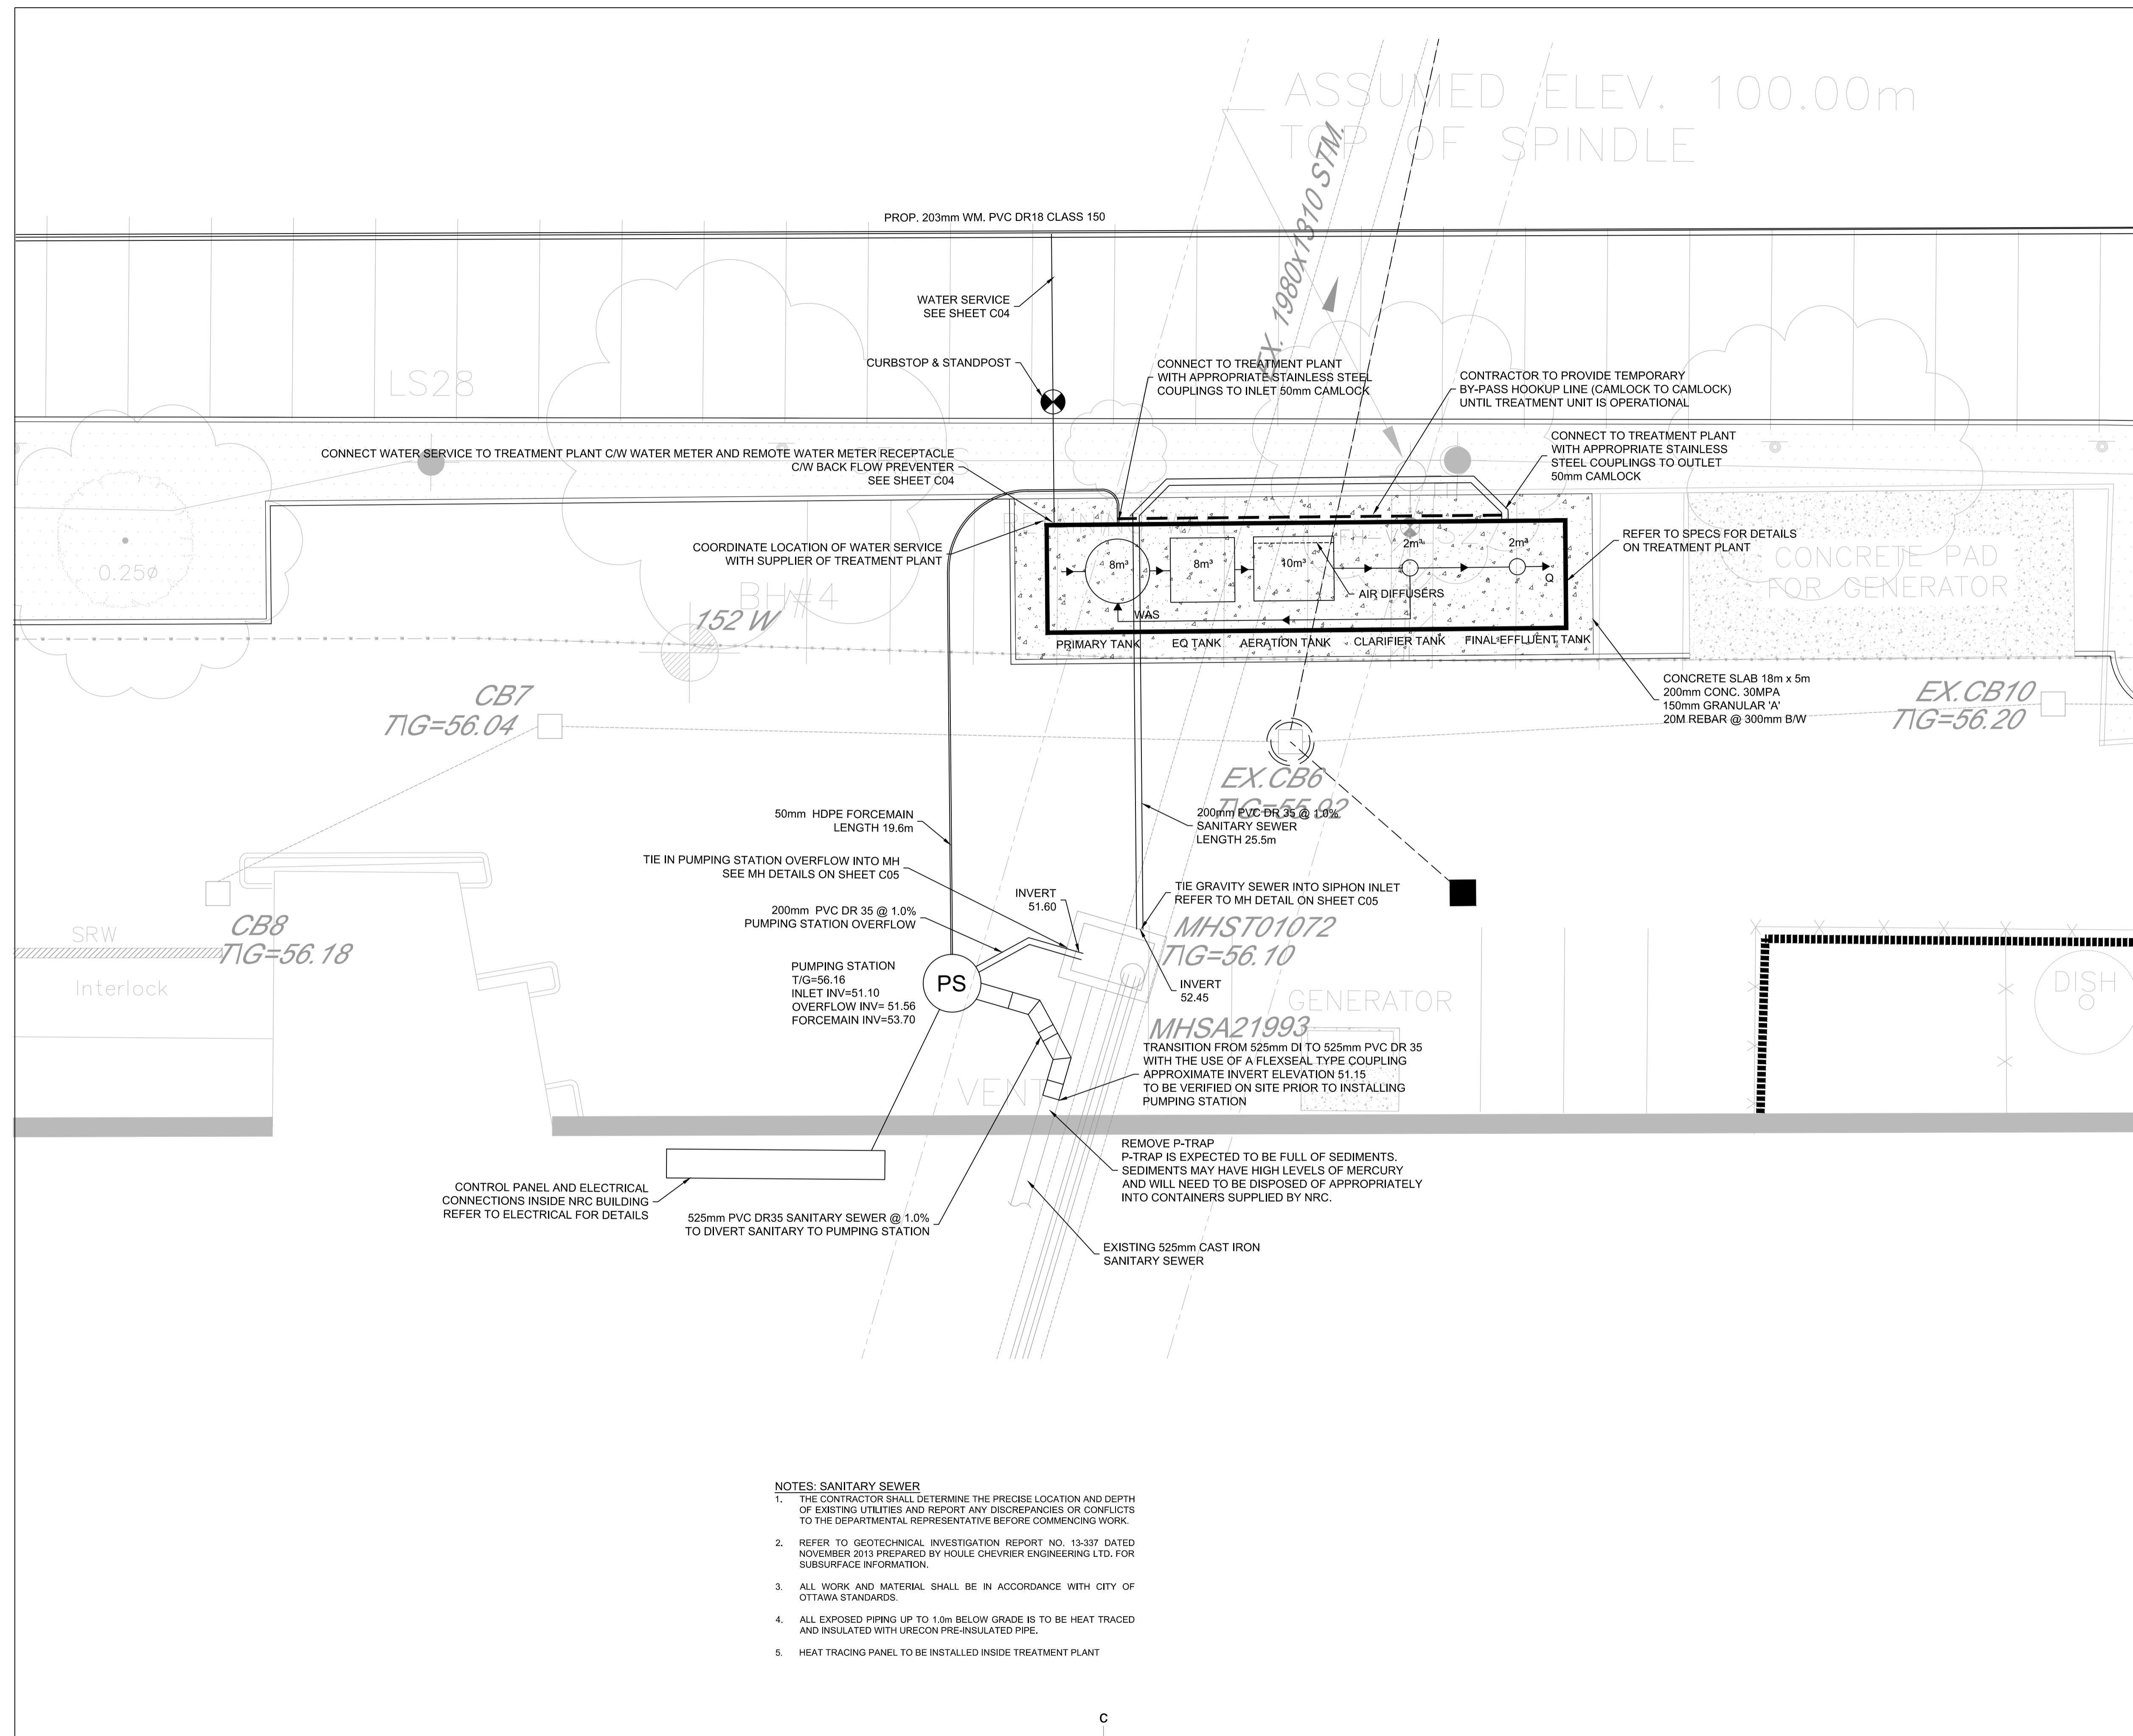 ASSUMED ELEV. 100.00m
TOP OF SPINDLE
EX. 1980x1310 STM.
PROP. 203mm WM. PVC DR18 CLASS 150
WATER SERVICE
SEE SHEET C04
CURBSTOP & STANDPOST
LS28
CONNECT TO TREATMENT PLANT
WITH APPROPRIATE STAINLESS STEEL
COUPLINGS TO INLET 50mm CAMLOCK
CONTRACTOR TO PROVIDE TEMPORARY
BY-PASS HOOKUP LINE (CAMLOCK TO CAMLOCK)
UNTIL TREATMENT UNIT IS OPERATIONAL
CONNECT TO TREATMENT PLANT
WITH APPROPRIATE STAINLESS
STEEL COUPLINGS TO OUTLET
50mm CAMLOCK
CONNECT WATER SERVICE TO TREATMENT PLANT C/W WATER METER AND REMOTE WATER METER RECEPTACLE
C/W BACK FLOW PREVENTER
SEE SHEET C04
COORDINATE LOCATION OF WATER SERVICE
WITH SUPPLIER OF TREATMENT PLANT
REFER TO SPECS FOR DETAILS
ON TREATMENT PLANT
CONCRETE PAD
FOR GENERATOR
0.25ø
BH#4
152 W
8m³
8m³
10m³
2m³
2m³
Q
AIR DIFFUSERS
WAS
PRIMARY TANK
EQ TANK
AERATION TANK
CLARIFIER TANK
FINAL EFFLUENT TANK
CONCRETE SLAB 18m x 5m
200mm CONC. 30MPA
150mm GRANULAR 'A'
20M REBAR @ 300mm B/W
CB7
T\G=56.04
EX.CB10
T\G=56.20
EX.CB6
T\G=55.92
50mm HDPE FORCEMAIN
LENGTH 19.6m
200mm PVC DR 35 @ 1.0%
SANITARY SEWER
LENGTH 25.5m
TIE IN PUMPING STATION OVERFLOW INTO MH
SEE MH DETAILS ON SHEET C05
INVERT
51.60
TIE GRAVITY SEWER INTO SIPHON INLET
REFER TO MH DETAIL ON SHEET C05
200mm PVC DR 35 @ 1.0%
PUMPING STATION OVERFLOW
CB8
T\G=56.18
SRW
Interlock
MHST01072
T\G=56.10
PUMPING STATION
T/G=56.16
INLET INV=51.10
OVERFLOW INV= 51.56
FORCEMAIN INV=53.70
PS
INVERT
52.45
GENERATOR
DISH
MHSA21993
TRANSITION FROM 525mm DI TO 525mm PVC DR 35
WITH THE USE OF A FLEXSEAL TYPE COUPLING
APPROXIMATE INVERT ELEVATION 51.15
TO BE VERIFIED ON SITE PRIOR TO INSTALLING
PUMPING STATION
VENT
REMOVE P-TRAP
P-TRAP IS EXPECTED TO BE FULL OF SEDIMENTS.
SEDIMENTS MAY HAVE HIGH LEVELS OF MERCURY
AND WILL NEED TO BE DISPOSED OF APPROPRIATELY
INTO CONTAINERS SUPPLIED BY NRC.
CONTROL PANEL AND ELECTRICAL
CONNECTIONS INSIDE NRC BUILDING
REFER TO ELECTRICAL FOR DETAILS
525mm PVC DR35 SANITARY SEWER @ 1.0%
TO DIVERT SANITARY TO PUMPING STATION
EXISTING 525mm CAST IRON
SANITARY SEWER
NOTES: SANITARY SEWER
1. THE CONTRACTOR SHALL DETERMINE THE PRECISE LOCATION AND DEPTH
OF EXISTING UTILITIES AND REPORT ANY DISCREPANCIES OR CONFLICTS
TO THE DEPARTMENTAL REPRESENTATIVE BEFORE COMMENCING WORK.
2. REFER TO GEOTECHNICAL INVESTIGATION REPORT NO. 13-337 DATED
NOVEMBER 2013 PREPARED BY HOULE CHEVRIER ENGINEERING LTD. FOR
SUBSURFACE INFORMATION.
3. ALL WORK AND MATERIAL SHALL BE IN ACCORDANCE WITH CITY OF
OTTAWA STANDARDS.
4. ALL EXPOSED PIPING UP TO 1.0m BELOW GRADE IS TO BE HEAT TRACED
AND INSULATED WITH URECON PRE-INSULATED PIPE.
5. HEAT TRACING PANEL TO BE INSTALLED INSIDE TREATMENT PLANT
C